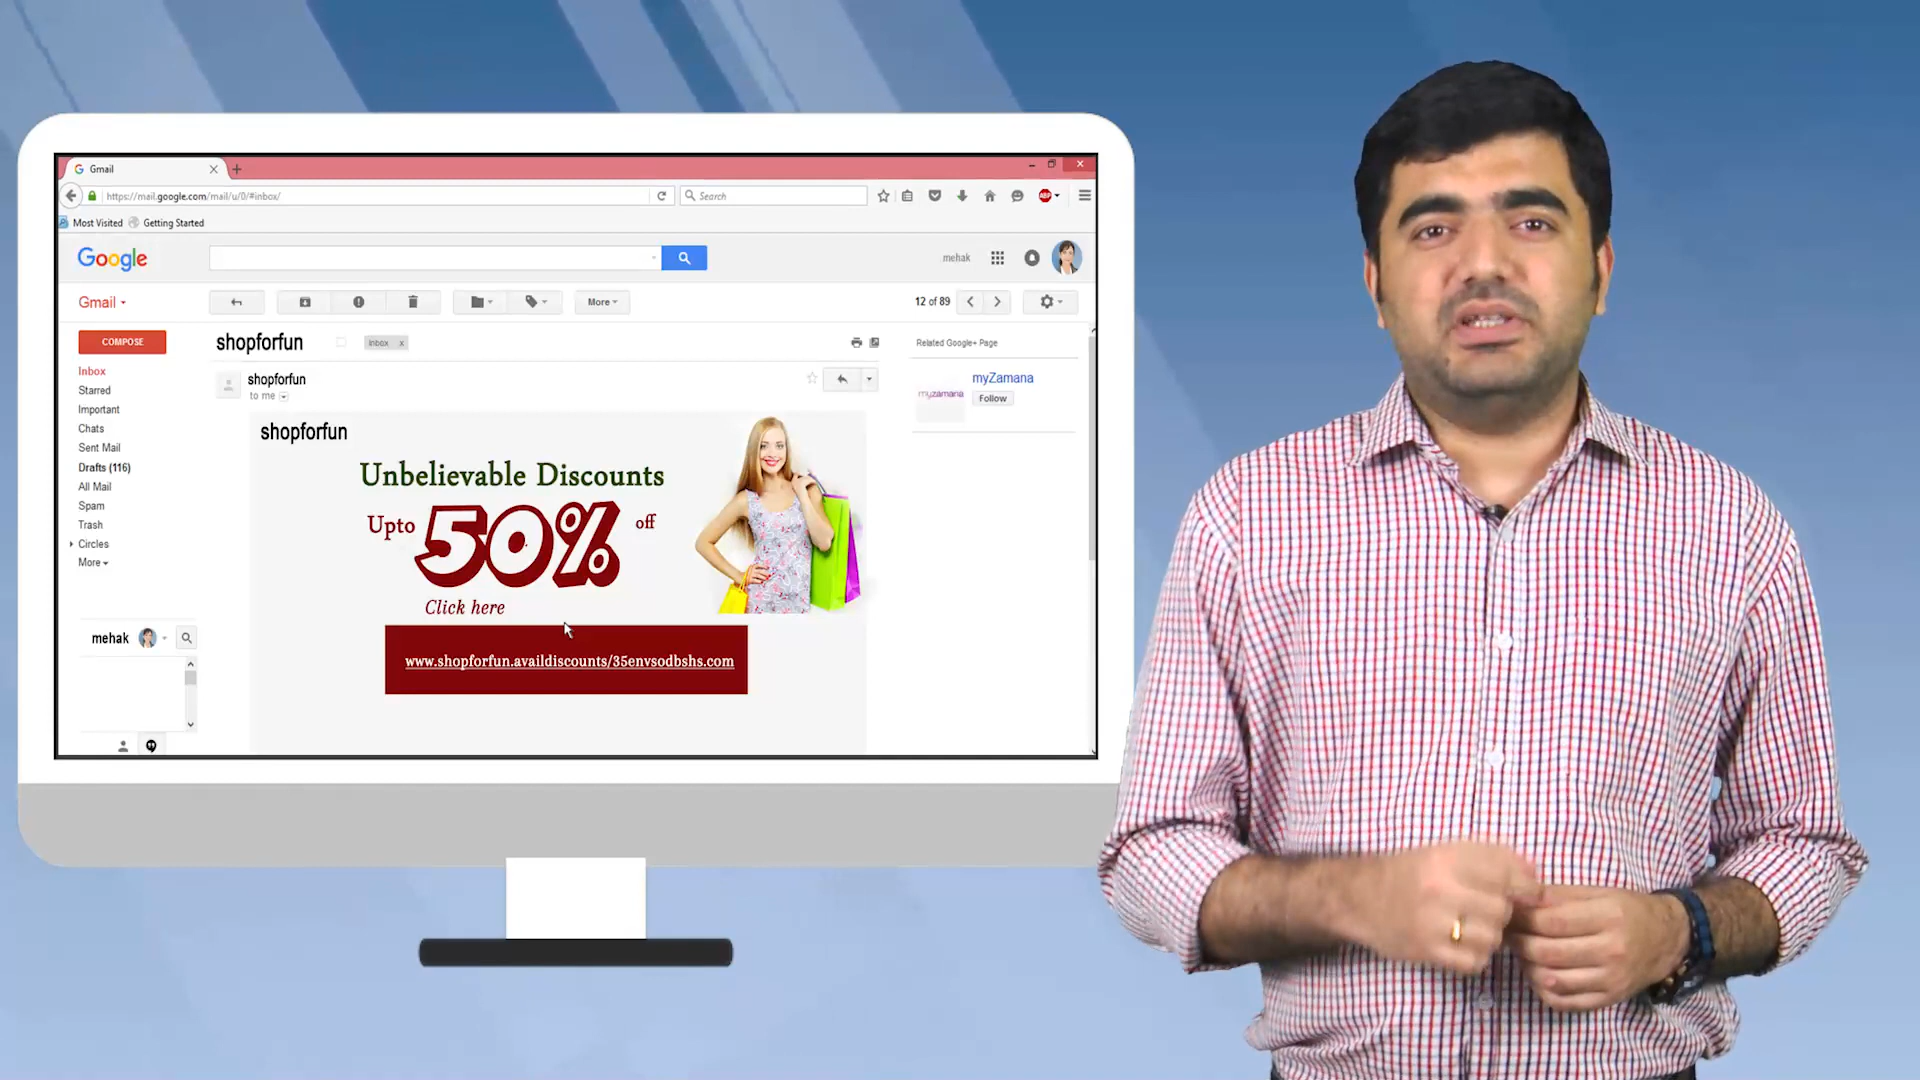 Gmail
https://mail.google.com/mail/u/0/#inbox/
Search
ABP
Most Visited
Getting Started
Google
mehak
Gmail
More
12 of 89
COMPOSE
shopforfun
Inbox x
Related Google+ Page
Inbox
shopforfun
to me
myZamana
myzamana
Follow
Starred
Important
Chats
Sent Mail
Drafts (116)
All Mail
Spam
Trash
Circles
More
shopforfun
Unbelievable Discounts
Upto 50% off
Click here
www.shopforfun.availdiscounts/35envsodbshs.com
mehak